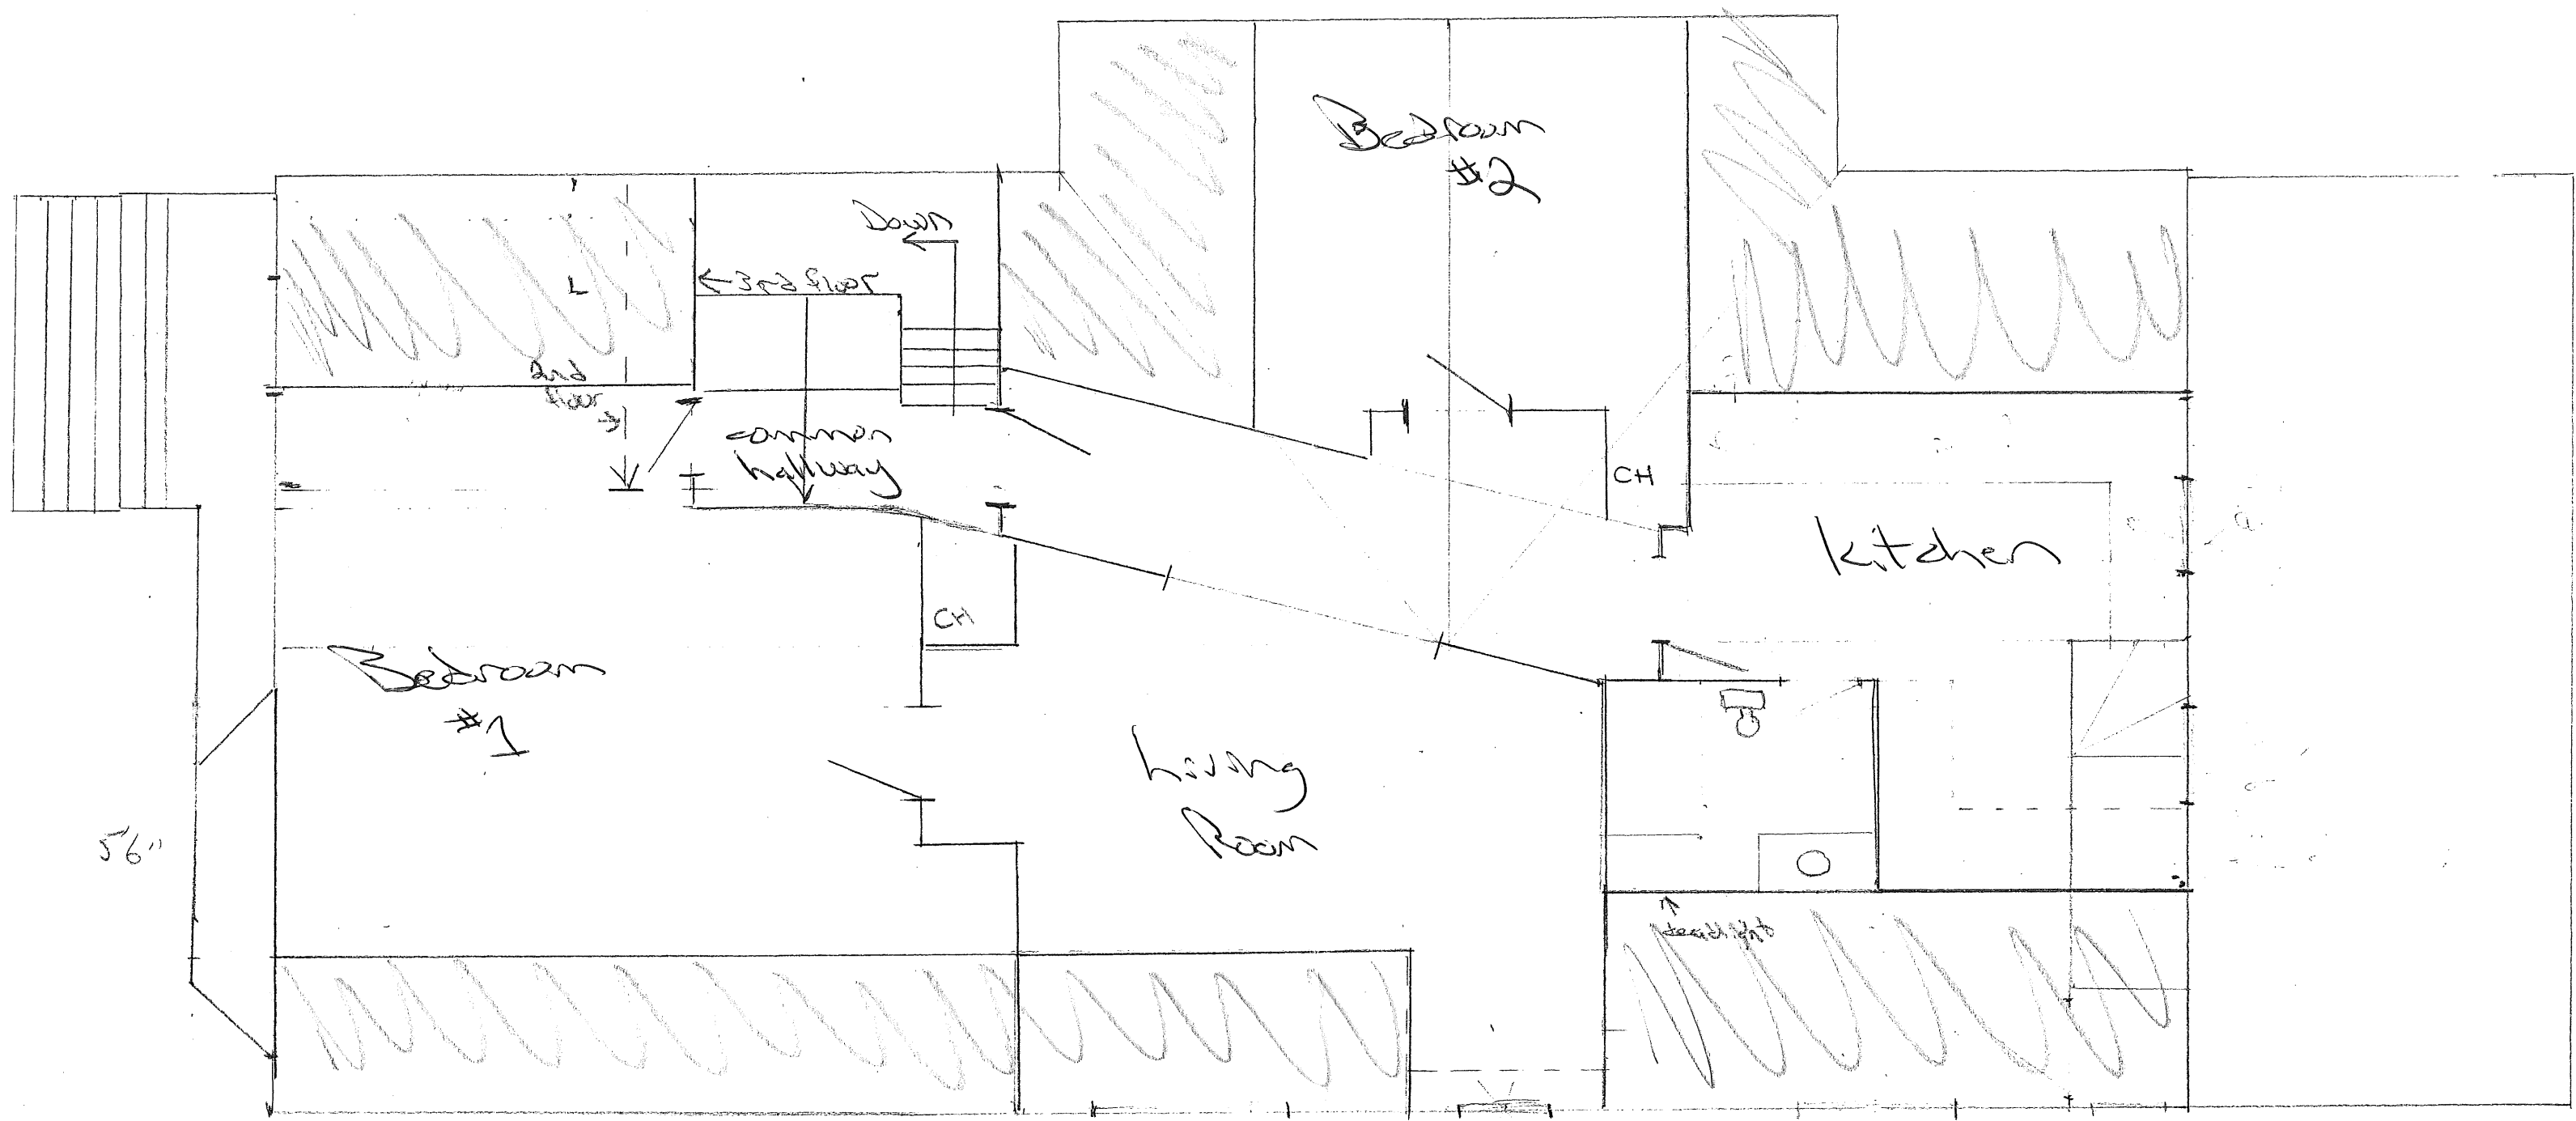 Bedroom
#2
Down
←3rd floor
2nd
floor
common
hallway
CH
kitchen
CH
Bedroom
#1
Living
Room
5'6"